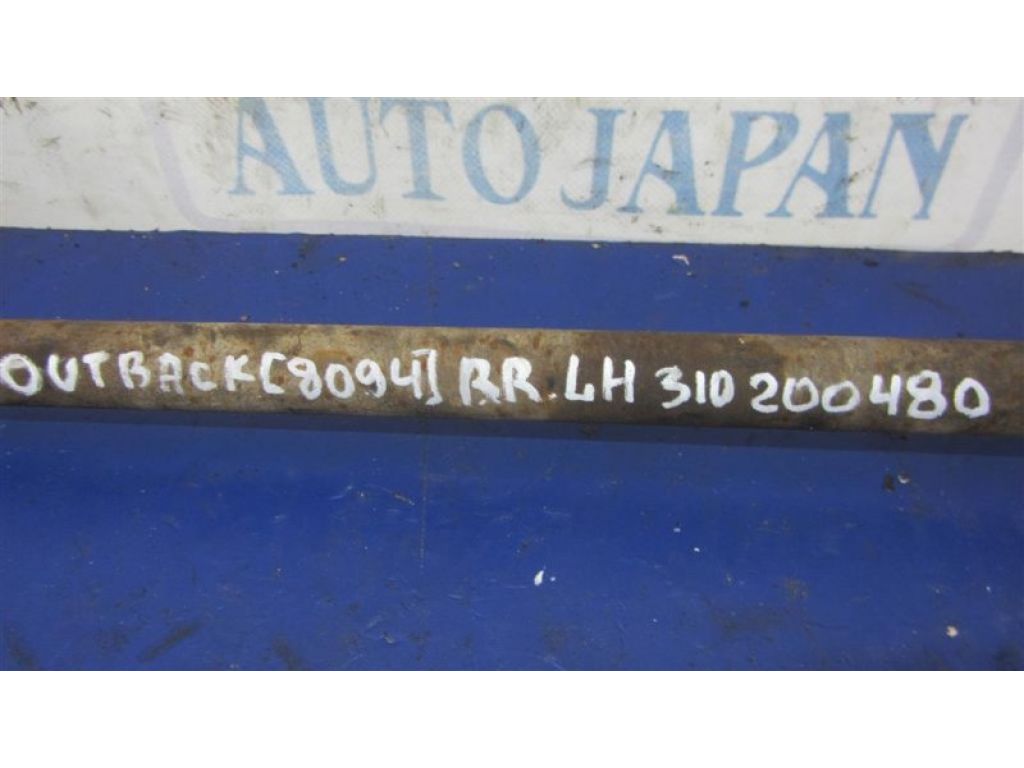 AUTO JAPAN
OUTBACK[8094] RR.LH 310 200480